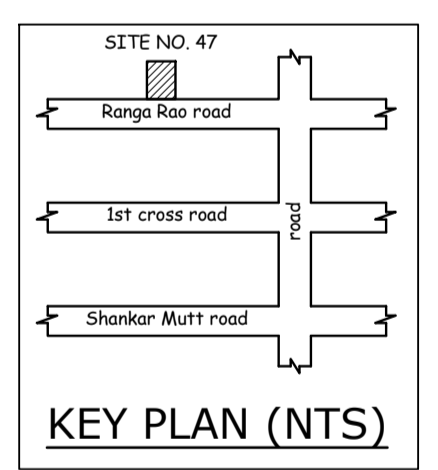 SITE NO. 47
Ranga Rao road
1st cross road
road
Shankar Mutt road
KEY PLAN (NTS)